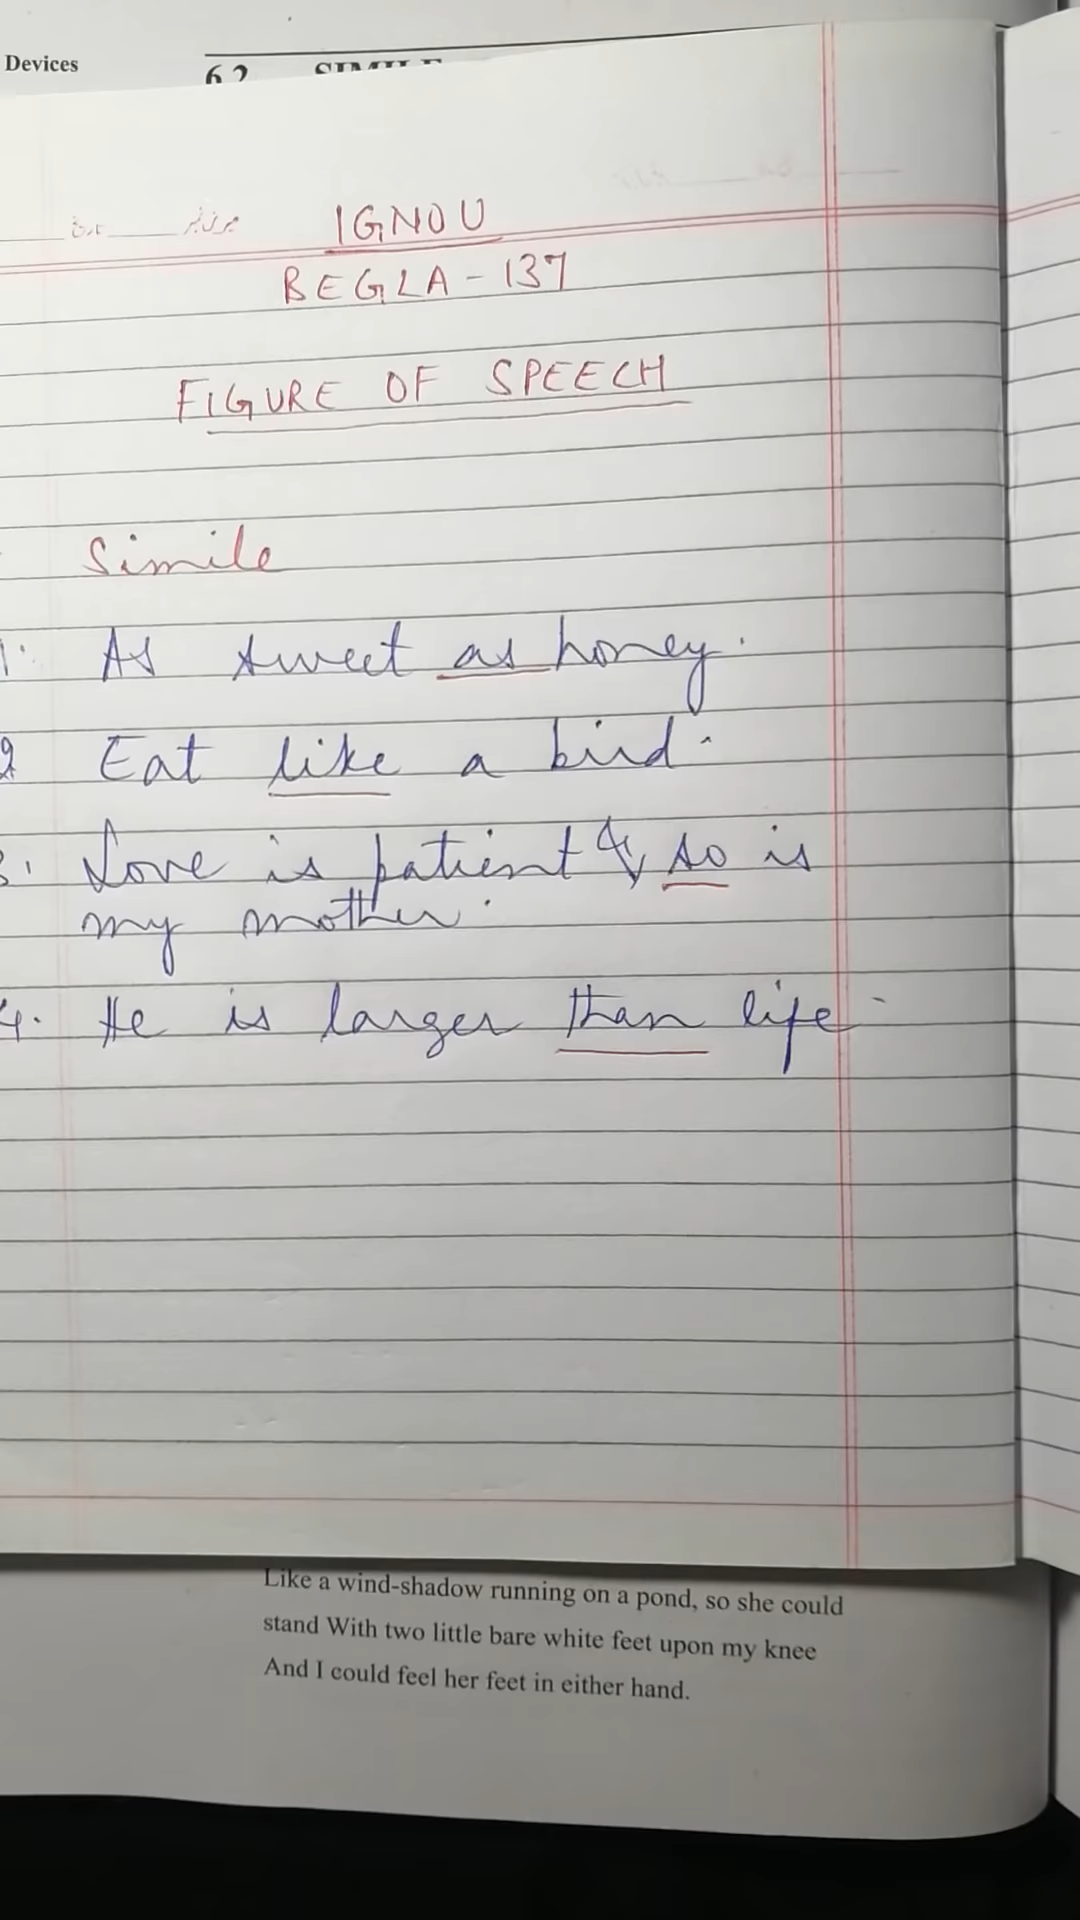 Devices
6.2 SIMILE
IGNOU
BEGLA - 137
FIGURE OF SPEECH
Simile
1. As sweet as honey.
2 Eat like a bird.
3. Love is patient & so is
my mother.
4. He is larger than life.
Like a wind-shadow running on a pond, so she could
stand With two little bare white feet upon my knee
And I could feel her feet in either hand.